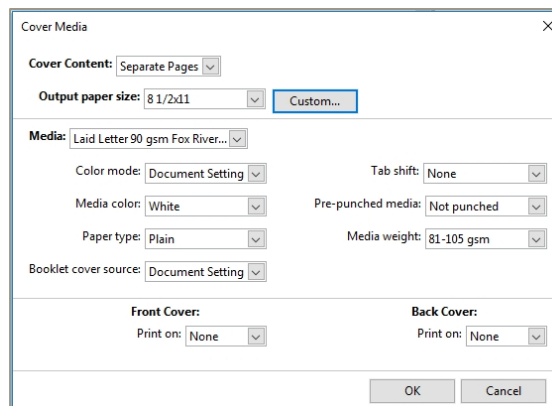 Cover Media
Cover Content: Separate Pages
Output paper size: 8 1/2x11 Custom...
Media: Laid Letter 90 gsm Fox River...
Color mode: Document Setting Tab shift: None
Media color: White Pre-punched media: Not punched
Paper type: Plain Media weight: 81-105 gsm
Booklet cover source: Document Setting
Front Cover: Back Cover:
Print on: None Print on: None
OK Cancel